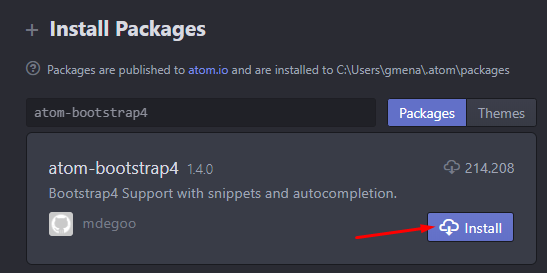 Install Packages
Packages are published to atom.io and are installed to C:\Users\gmena\.atom\packages
atom-bootstrap4
Packages
Themes
atom-bootstrap4 1.4.0
214.208
Bootstrap4 Support with snippets and autocompletion.
mdegoo
Install